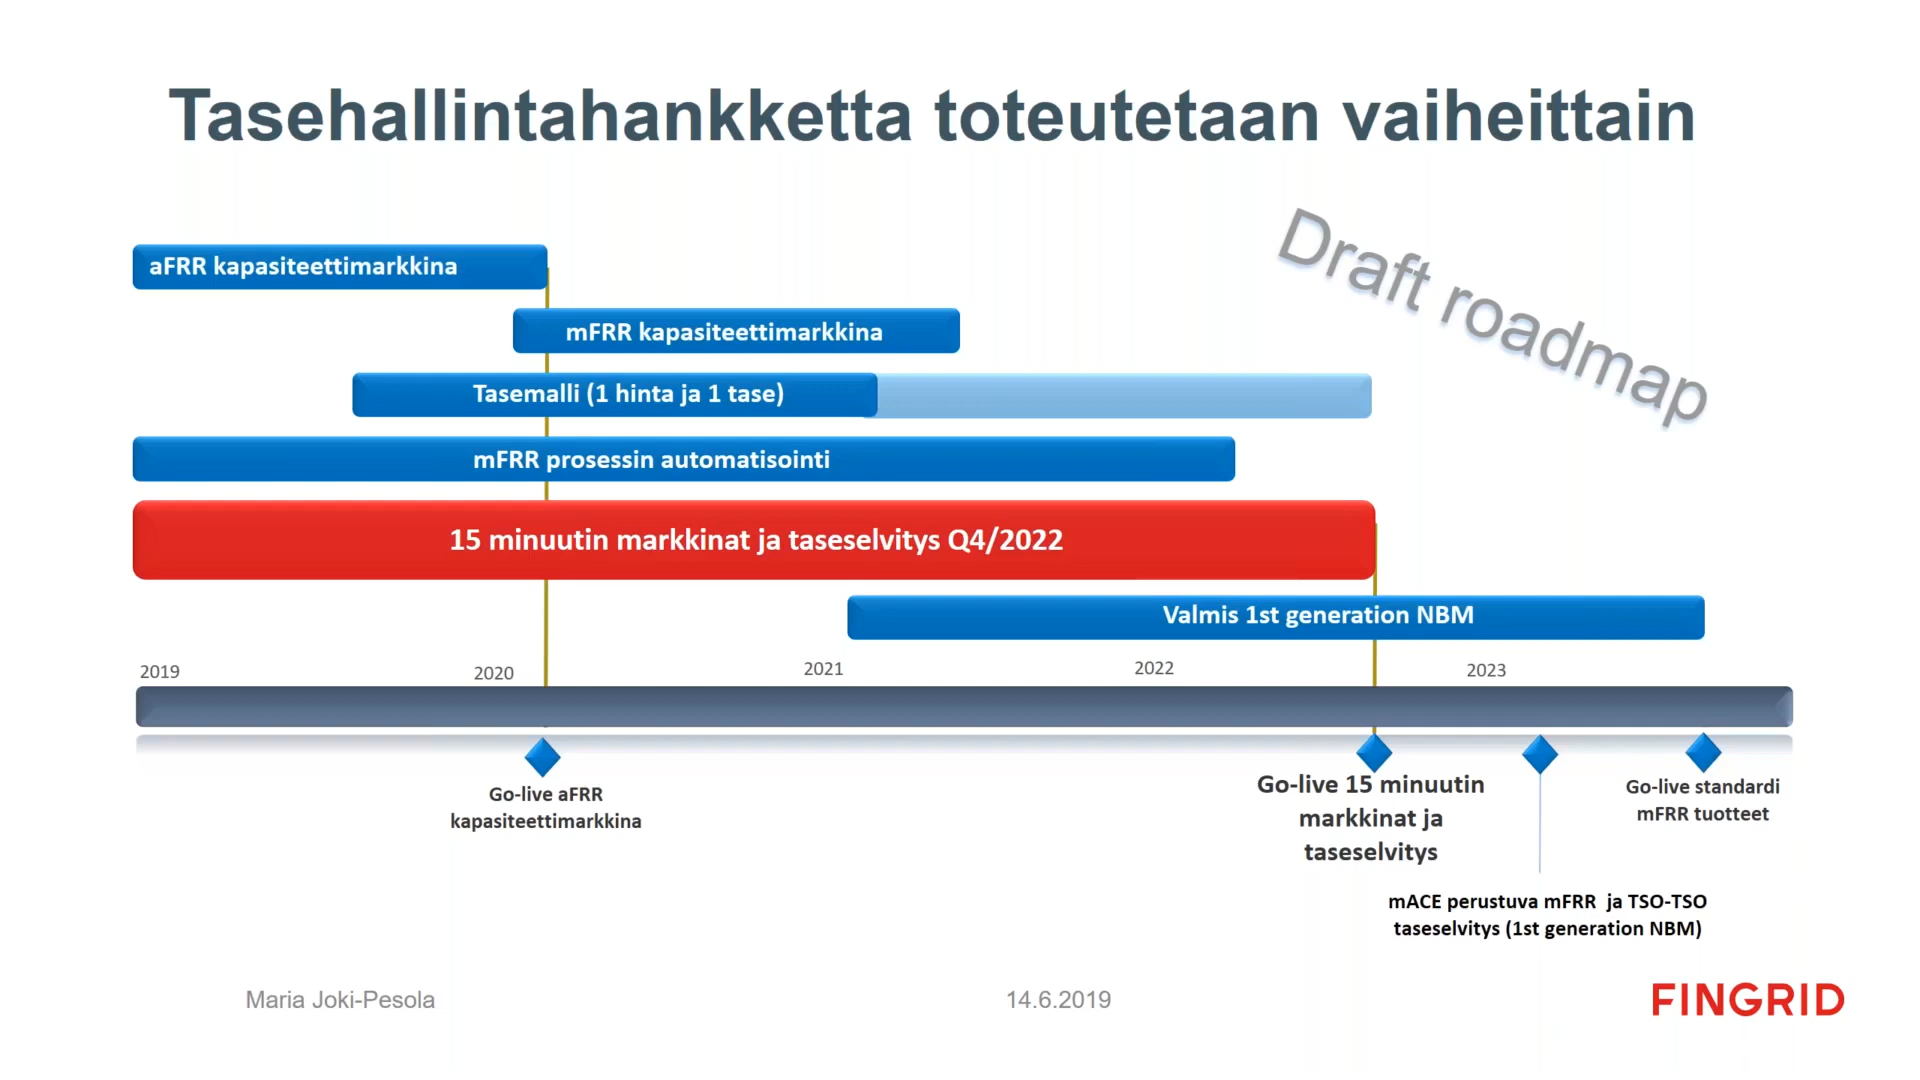 Tasehallintahankketta toteutetaan vaiheittain
Draft roadmap
aFRR kapasiteettimarkkina
mFRR kapasiteettimarkkina
Tasemalli (1 hinta ja 1 tase)
mFRR prosessin automatisointi
15 minuutin markkinat ja taseselvitys Q4/2022
Valmis 1st generation NBM
2019 2020 2021 2022 2023
Go-live aFRR
kapasiteettimarkkina
Go-live 15 minuutin
markkinat ja
taseselvitys
mACE perustuva mFRR ja TSO-TSO
taseselvitys (1st generation NBM)
Go-live standardi
mFRR tuotteet
Maria Joki-Pesola
14.6.2019
FINGRID